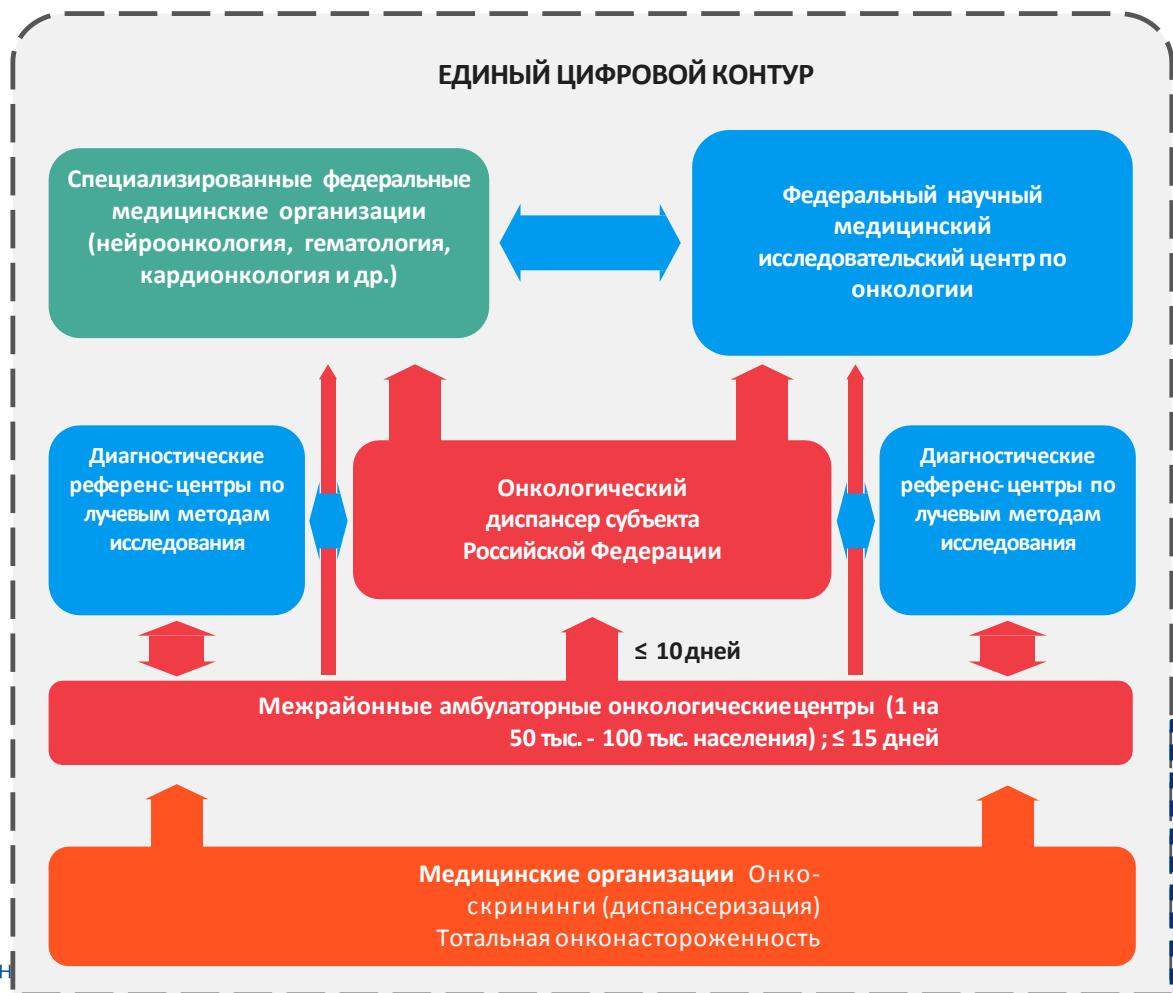 ЕДИНЫЙ ЦИФРОВОЙ КОНТУР
Специализированные федеральные
медицинские организации
(нейроонкология, гематология,
кардионкология и др.)
Федеральный научный
медицинский
исследовательский центр по
онкологии
Диагностические
референс-центры по
лучевым методам
исследования
Онкологический
диспансер субъекта
Российской Федерации
Диагностические
референс-центры по
лучевым методам
исследования
≤ 10 дней
Межрайонные амбулаторные онкологические центры (1 на
50 тыс. - 100 тыс. населения) ; ≤ 15 дней
Медицинские организации Онко-
скрининги (диспансеризация)
Тотальная онконастороженность
Н